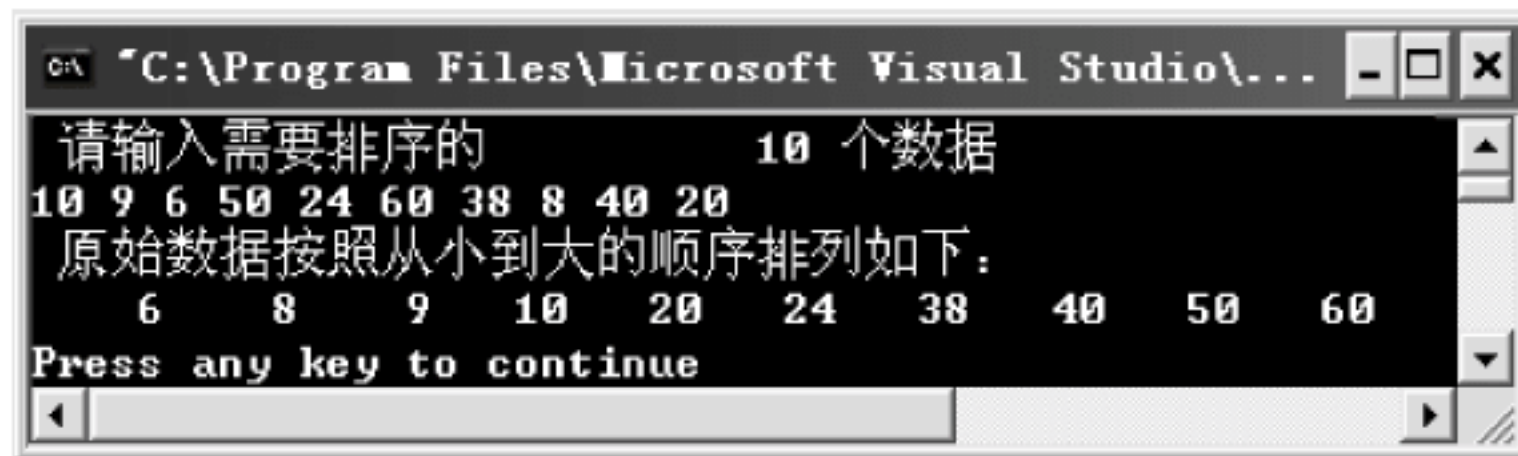 "C:\Program Files\Microsoft Visual Studio\...
请输入需要排序的 10 个数据
10 9 6 50 24 60 38 8 40 20
原始数据按照从小到大的顺序排列如下：
6 8 9 10 20 24 38 40 50 60
Press any key to continue